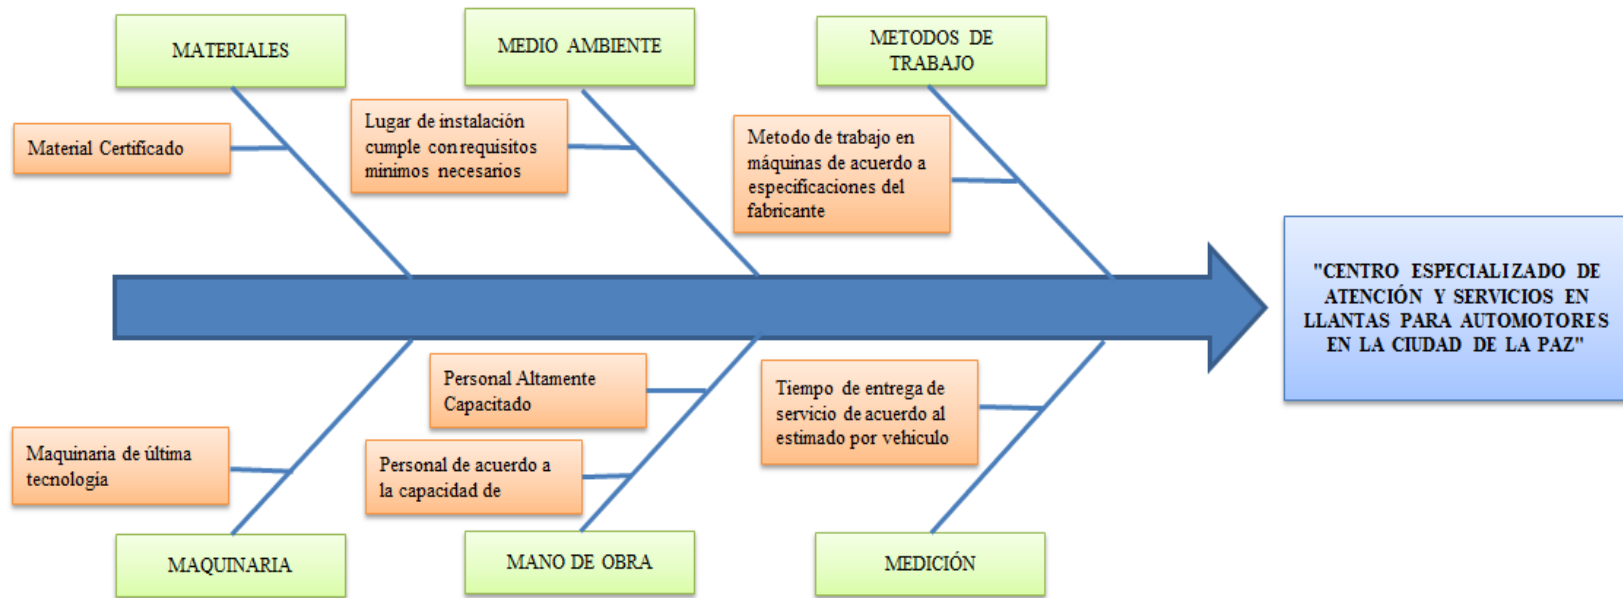 MATERIALES
MEDIO AMBIENTE
METODOS DE
TRABAJO
Material Certificado
Lugar de instalación
cumple con requisitos
minimos necesarios
Metodo de trabajo en
máquinas de acuerdo a
especificaciones del
fabricante
"CENTRO ESPECIALIZADO DE
ATENCIÓN Y SERVICIOS EN
LLANTAS PARA AUTOMOTORES
EN LA CIUDAD DE LA PAZ"
Maquinaria de última
tecnología
Personal Altamente
Capacitado
Personal de acuerdo a
la capacidad de
Tiempo de entrega de
servicio de acuerdo al
estimado por vehiculo
MAQUINARIA
MANO DE OBRA
MEDICIÓN